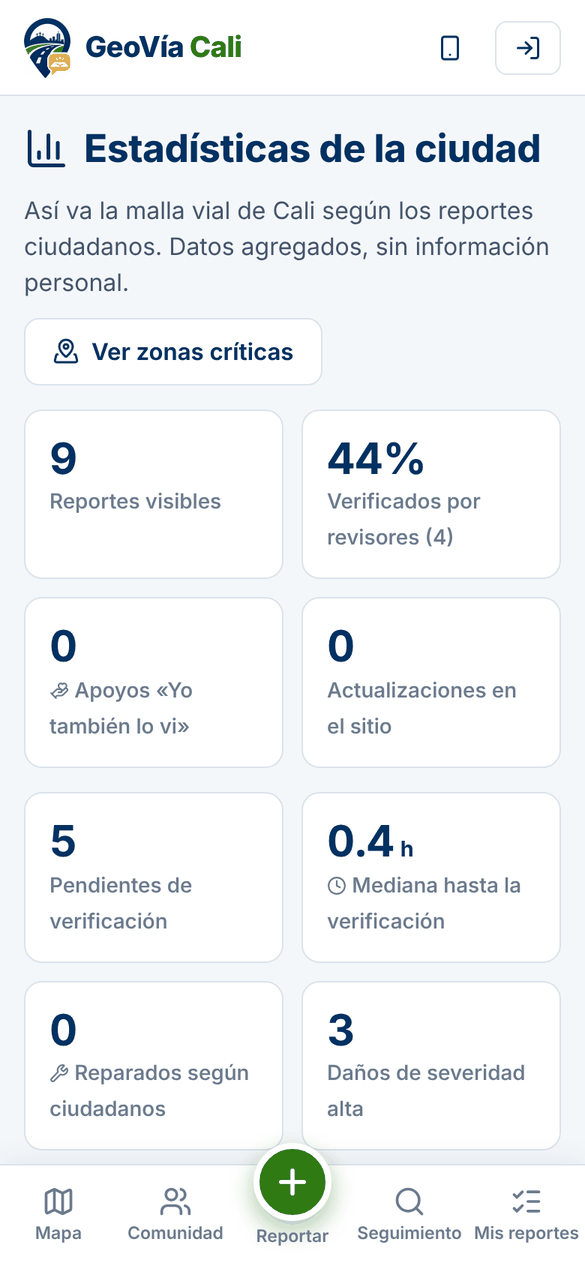 GeoVía Cali
Estadísticas de la ciudad
Así va la malla vial de Cali según los reportes
ciudadanos. Datos agregados, sin información
personal.
Ver zonas críticas
9
Reportes visibles
44%
Verificados por
revisores (4)
0
Apoyos «Yo
también lo vi»
0
Actualizaciones en
el sitio
5
Pendientes de
verificación
0.4 h
Mediana hasta la
verificación
0
Reparados según
ciudadanos
3
Daños de severidad
alta
Mapa
Comunidad
Reportar
Seguimiento
Mis reportes